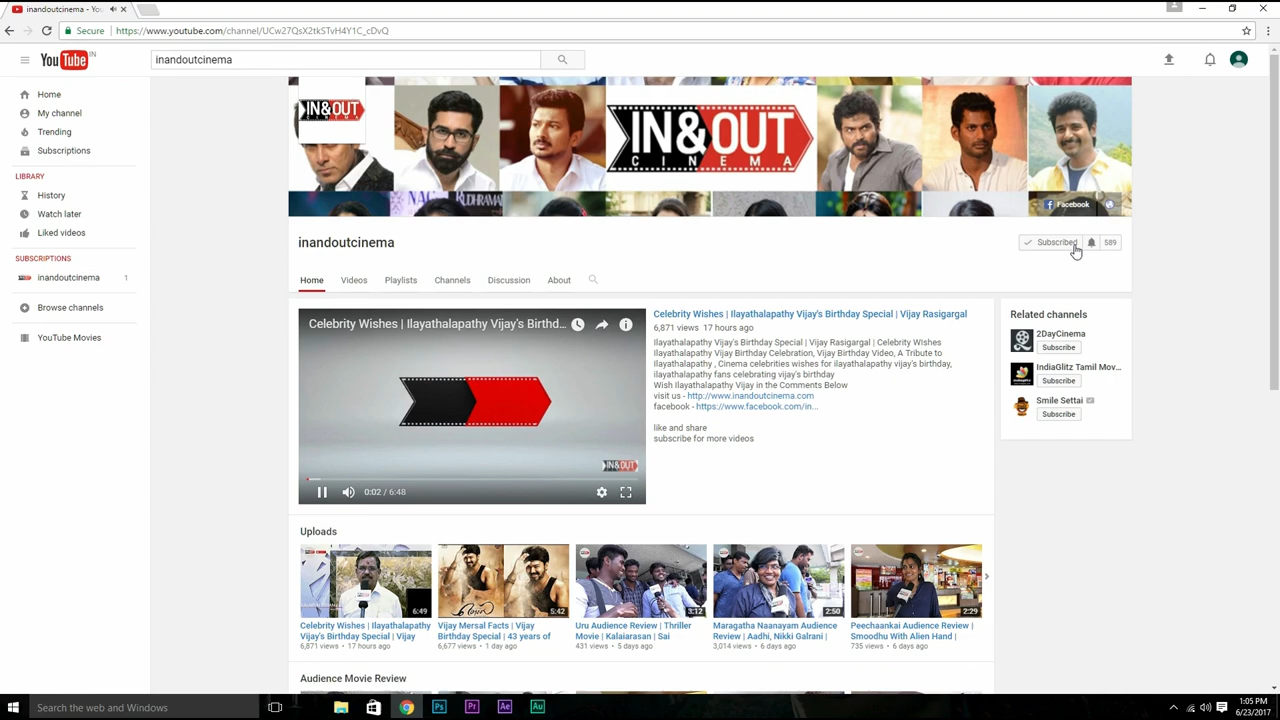 inandoutcinema - You
Secure
https://www.youtube.com/channel/UCw27QsX2tkSTvH4Y1C_cDvQ
YouTube IN
inandoutcinema
Home
My channel
Trending
Subscriptions
LIBRARY
History
Watch later
Liked videos
SUBSCRIPTIONS
inandoutcinema 1
Browse channels
YouTube Movies
IN&OUT
CINEMA
IN&OUT
CINEMA
Facebook
inandoutcinema
Subscribed 589
Home Videos Playlists Channels Discussion About
Celebrity Wishes | Ilayathalapathy Vijay's Birthd...
IN&OUT
0:02 / 6:48
Celebrity Wishes | Ilayathalapathy Vijay's Birthday Special | Vijay Rasigargal
6,871 views 17 hours ago
Ilayathalapathy Vijay's Birthday Special | Vijay Rasigargal | Celebrity WIshes
Ilayathalapathy Vijay Birthday Celebration, Vijay Birthday Video, A Tribute to
ilayathalapathy , Cinema celebrities wishes for ilayathalapathy vijay's birthday,
ilayathalapathy fans celebrating vijay's birthday
Wish Ilayathalapathy Vijay in the Comments Below
visit us - http://www.inandoutcinema.com
facebook - https://www.facebook.com/in...
like and share
subscribe for more videos
Related channels
2DayCinema
Subscribe
IndiaGlitz Tamil Mov...
Subscribe
Smile Settai
Subscribe
Uploads
6:49
Celebrity Wishes | Ilayathalapathy
Vijay's Birthday Special | Vijay
6,871 views • 17 hours ago
5:42
Vijay Mersal Facts | Vijay
Birthday Special | 43 years of
6,677 views • 1 day ago
3:12
Uru Audience Review | Thriller
Movie | Kalaiarasan | Sai
431 views • 5 days ago
2:50
Maragatha Naanayam Audience
Review | Aadhi, Nikki Galrani |
3,014 views • 6 days ago
2:29
Peechaankai Audience Review |
Smoodhu With Alien Hand |
735 views • 6 days ago
Audience Movie Review
Search the web and Windows
Ps Pr Ae Au
1:05 PM
6/23/2017